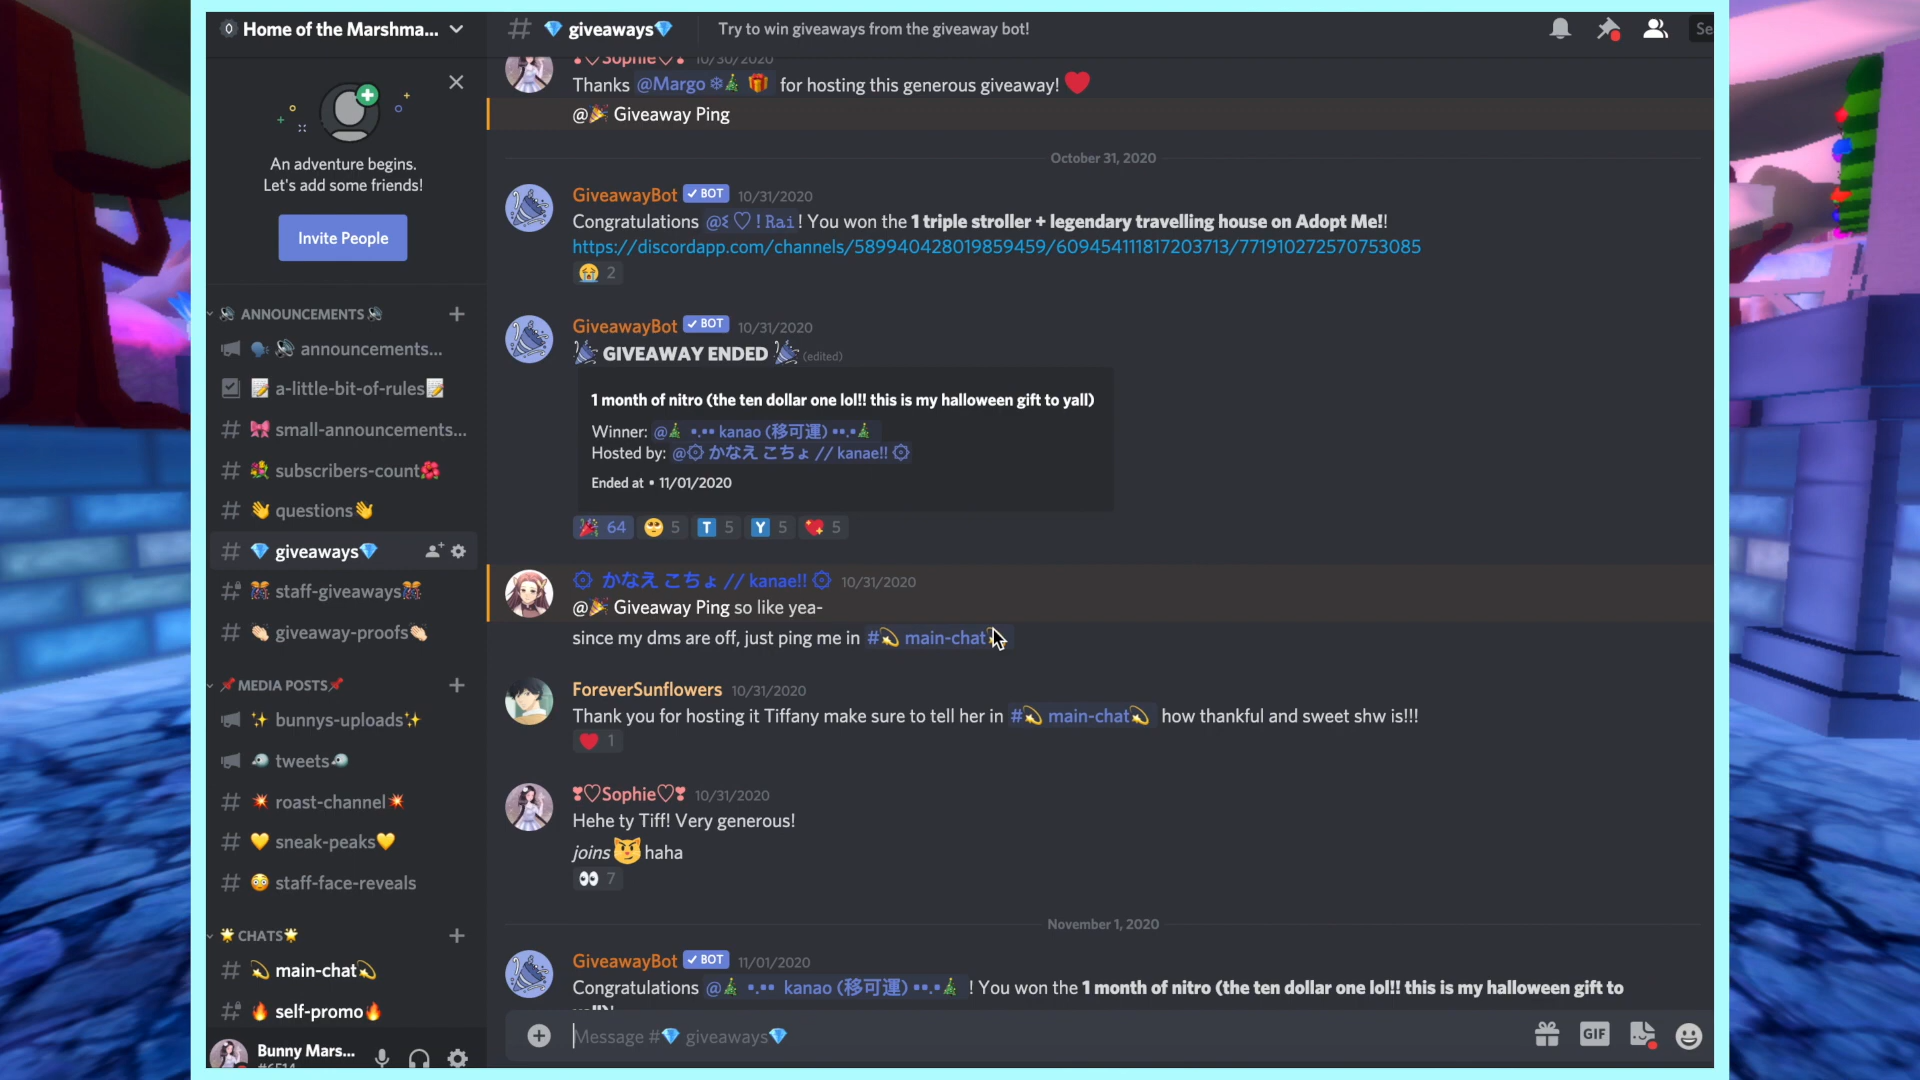 Home of the Marshma...
# 💎 giveaways💎
Try to win giveaways from the giveaway bot!
An adventure begins.
Let's add some friends!
Invite People
ANNOUNCEMENTS
announcements...
a-little-bit-of-rules
small-announcements...
subscribers-count
questions
giveaways
staff-giveaways
giveaway-proofs
MEDIA POSTS
bunnys-uploads
tweets
roast-channel
sneak-peaks
staff-face-reveals
CHATS
main-chat
self-promo
Bunny Mars...
❣♡Sophie♡❣ 10/30/2020
Thanks @Margo ❄🎄 🎁 for hosting this generous giveaway! ❤
@🎉 Giveaway Ping
October 31, 2020
GiveawayBot ✓ BOT 10/31/2020
Congratulations @ ♡ ! Rai! You won the 1 triple stroller + legendary travelling house on Adopt Me!!
https://discordapp.com/channels/589940428019859459/609454111817203713/771910272570753085
😭 2
GiveawayBot ✓ BOT 10/31/2020
🎉 GIVEAWAY ENDED 🎉 (edited)
1 month of nitro (the ten dollar one lol!! this is my halloween gift to yall)
Winner: @🎄 •.•• kanao (移可運) ••.•🎄
Hosted by: @۞ かなえ こちょ // kanae!! ۞
Ended at • 11/01/2020
🎉 64 🥺 5 T 5 Y 5 💖 5
۞ かなえ こちょ // kanae!! ۞ 10/31/2020
@🎉 Giveaway Ping so like yea-
since my dms are off, just ping me in #💫 main-chat
ForeverSunflowers 10/31/2020
Thank you for hosting it Tiffany make sure to tell her in #💫 main-chat💫 how thankful and sweet shw is!!!
❤ 1
❣♡Sophie♡❣ 10/31/2020
Hehe ty Tiff! Very generous!
joins😼 haha
👀 7
November 1, 2020
GiveawayBot ✓ BOT 11/01/2020
Congratulations @🎄 •.•• kanao (移可運) ••.•🎄 ! You won the 1 month of nitro (the ten dollar one lol!! this is my halloween gift to
Message #💎 giveaways💎
GIF